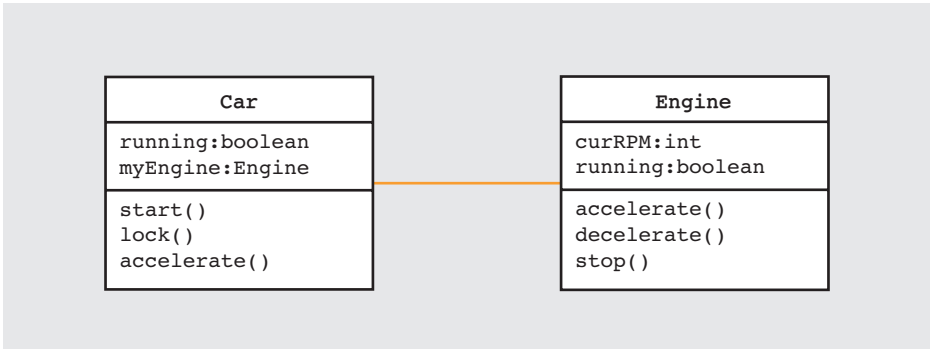 Car
running:boolean
myEngine:Engine
start()
lock()
accelerate()
Engine
curRPM:int
running:boolean
accelerate()
decelerate()
stop()